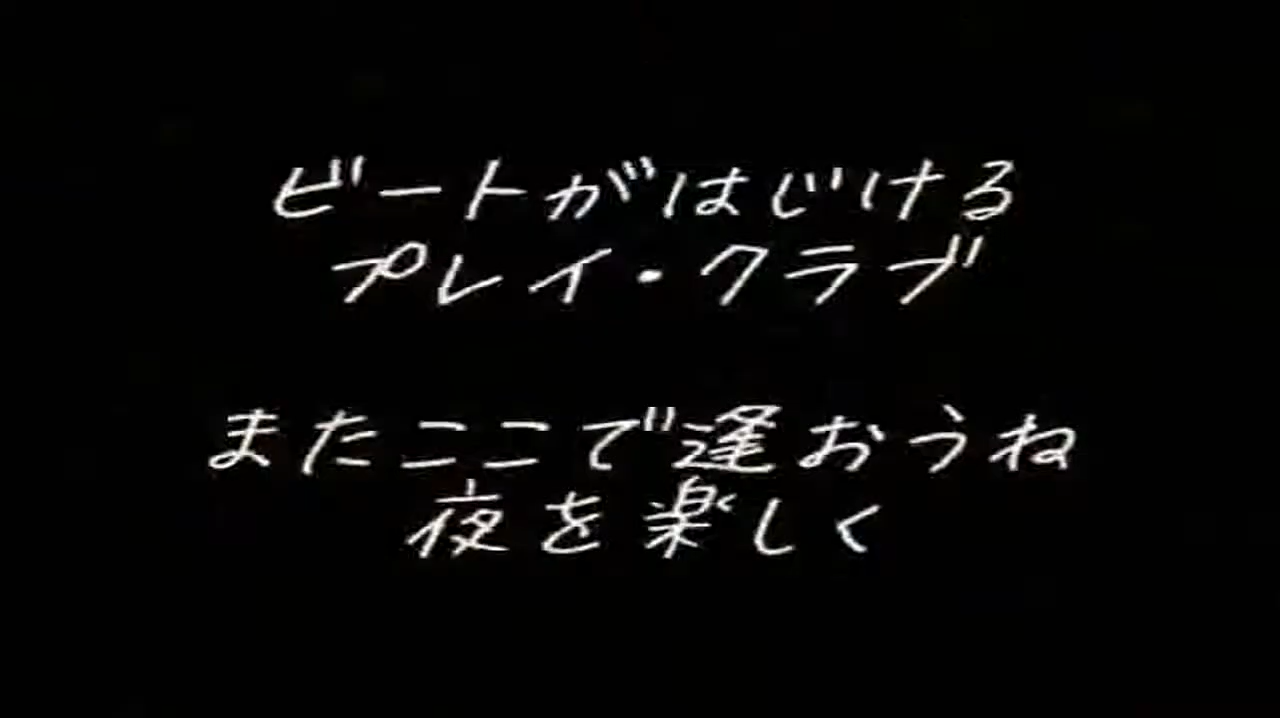 ビートがはじける
プレイ・クラブ
またここで逢おうね
夜を楽しく